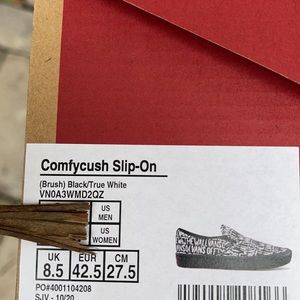 Comfycush Slip-On
(Brush) Black/True White
VN0A3WMD2QZ
US
MEN
US
WOMEN
UK EUR CM
8.5 42.5 27.5
PO#4001104208
SJV - 10/20